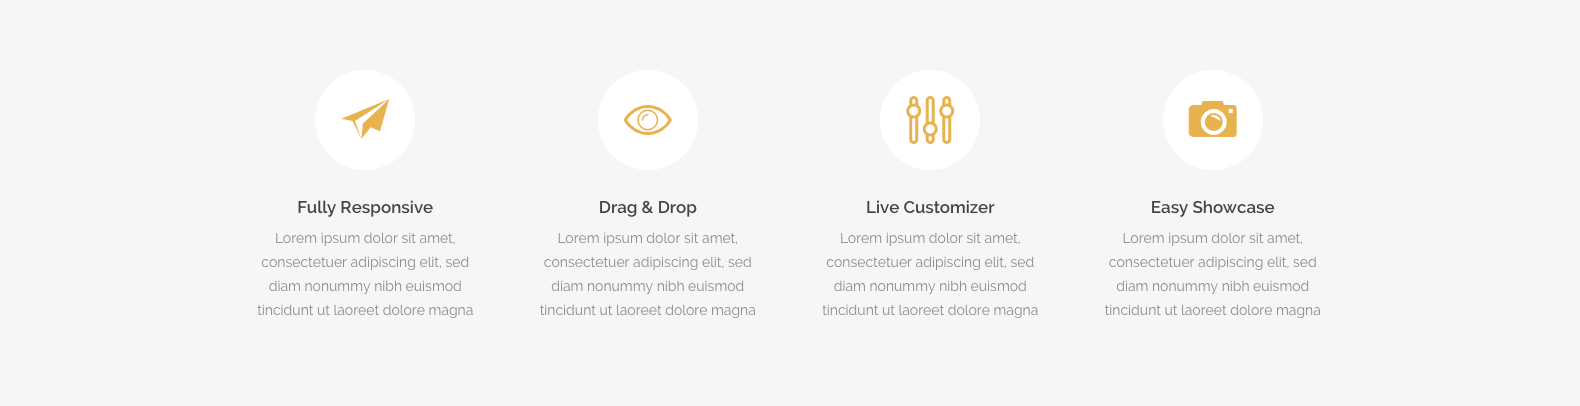 Fully Responsive
Lorem ipsum dolor sit amet,
consectetuer adipiscing elit, sed
diam nonummy nibh euismod
tincidunt ut laoreet dolore magna
Drag & Drop
Lorem ipsum dolor sit amet,
consectetuer adipiscing elit, sed
diam nonummy nibh euismod
tincidunt ut laoreet dolore magna
Live Customizer
Lorem ipsum dolor sit amet,
consectetuer adipiscing elit, sed
diam nonummy nibh euismod
tincidunt ut laoreet dolore magna
Easy Showcase
Lorem ipsum dolor sit amet,
consectetuer adipiscing elit, sed
diam nonummy nibh euismod
tincidunt ut laoreet dolore magna